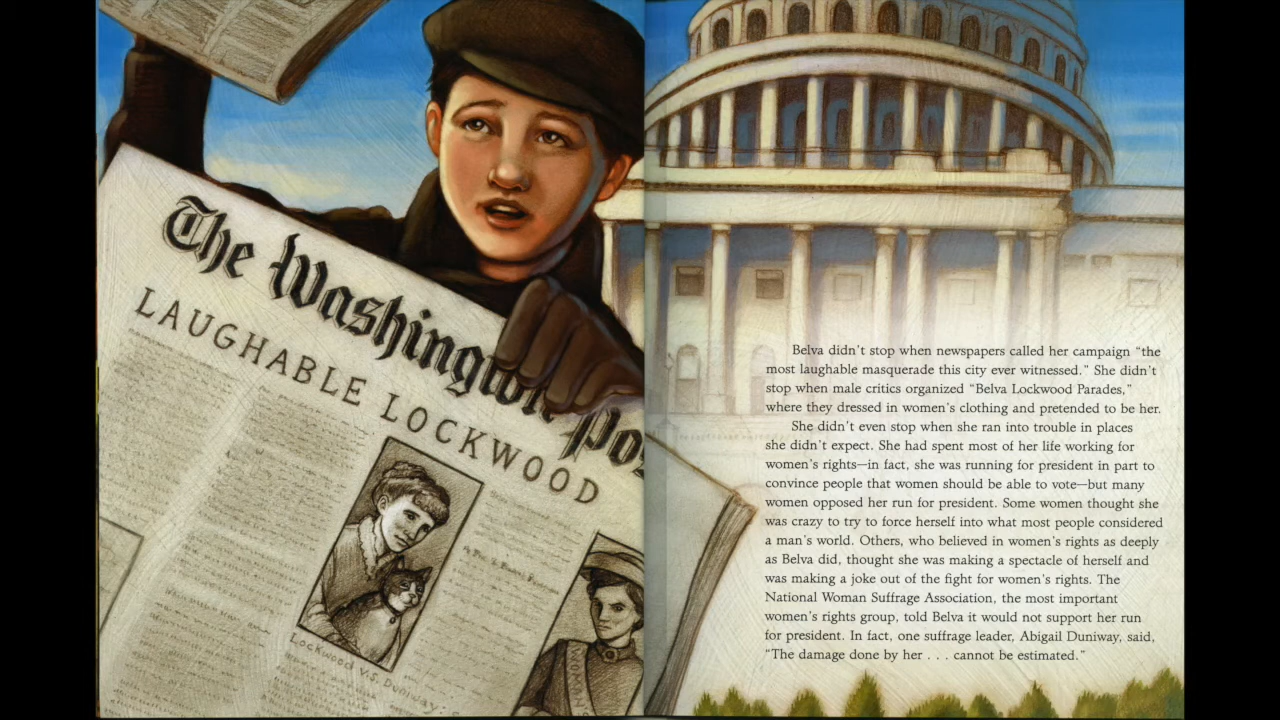 The Washington Pos
LAUGHABLE LOCKWOOD
Lockwood V.S. Duniway:
Belva didn't stop when newspapers called her campaign “the
most laughable masquerade this city ever witnessed.” She didn't
stop when male critics organized “Belva Lockwood Parades,”
where they dressed in women's clothing and pretended to be her.
She didn't even stop when she ran into trouble in places
she didn't expect. She had spent most of her life working for
women's rights—in fact, she was running for president in part to
convince people that women should be able to vote—but many
women opposed her run for president. Some women thought she
was crazy to try to force herself into what most people considered
a man's world. Others, who believed in women's rights as deeply
as Belva did, thought she was making a spectacle of herself and
was making a joke out of the fight for women's rights. The
National Woman Suffrage Association, the most important
women's rights group, told Belva it would not support her run
for president. In fact, one suffrage leader, Abigail Duniway, said,
“The damage done by her . . . cannot be estimated.”